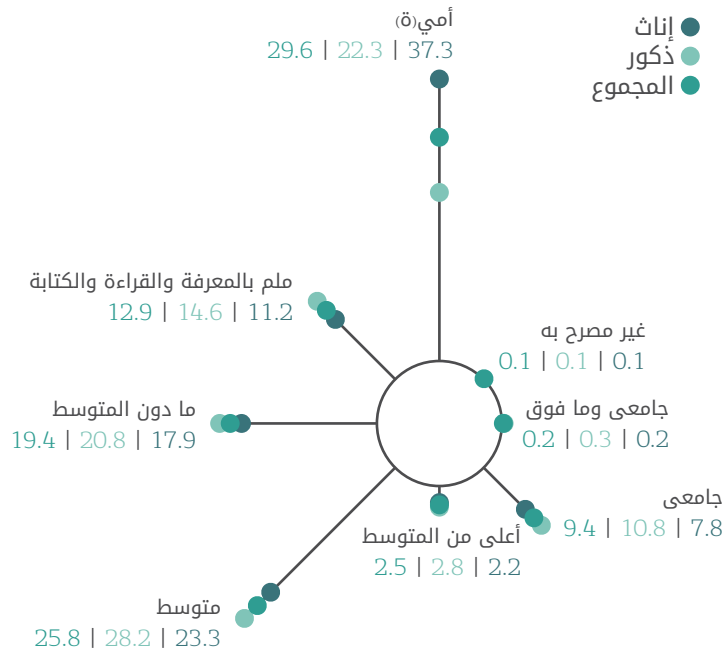 أمي(ة)
29.6 | 22.3 | 37.3
إناث
ذكور
المجموع
ملم بالمعرفة والقراءة والكتابة
12.9 | 14.6 | 11.2
غير مصرح به
0.1 | 0.1 | 0.1
ما دون المتوسط
19.4 | 20.8 | 17.9
جامعى وما فوق
0.2 | 0.3 | 0.2
جامعى
9.4 | 10.8 | 7.8
أعلى من المتوسط
2.5 | 2.8 | 2.2
متوسط
25.8 | 28.2 | 23.3